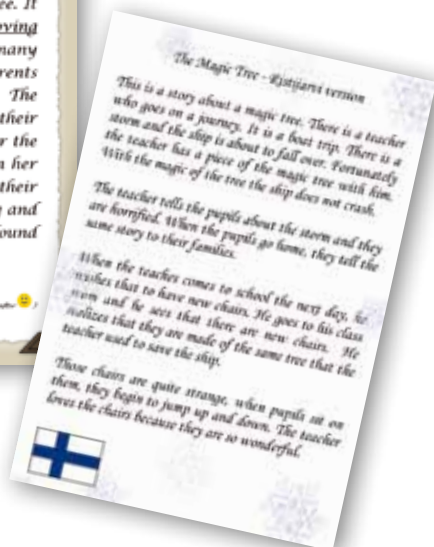 ee. It
oving
many
rents
The
their
r the
n her
their
g and
ound
The Magic Tree - Ristijärvi version
This is a story about a magic tree. There is a teacher
who goes on a journey. It is a boat trip. There is a
storm and the ship is about to fall over. Fortunately
the teacher has a piece of the magic tree with him.
With the magic of the tree the ship does not crash.
The teacher tells the pupils about the storm and they
are horrified. When the pupils go home, they tell the
same story to their families.
When the teaches comes to school the next day, he
wishes that to have new chairs. He goes to his class
room and he sees that there are new chairs. He
realizes that they are made of the same tree that the
teacher used to save the ship.
Those chairs are quite strange, when pupils sit on
them, they begin to jump up and down. The teacher
loves the chairs because they are so wonderful.